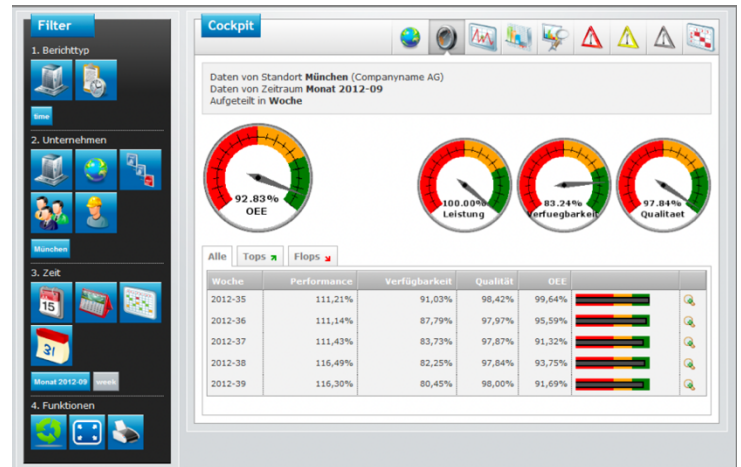 Filter
1. Berichttyp
time
2. Unternehmen
München
3. Zeit
15
31
Monat 2012-09 week
4. Funktionen
Cockpit
Daten von Standort München (Companyname AG)
Daten von Zeitraum Monat 2012-09
Aufgeteilt in Woche
92.83%
OEE
100.00%
Leistung
83.24%
Verfuegbarkeit
97.84%
Qualitaet
Alle Tops Flops
Woche Performance Verfügbarkeit Qualität OEE
2012-35 111,21% 91,03% 98,42% 99,64%
2012-36 111,14% 87,79% 97,97% 95,59%
2012-37 111,43% 83,73% 97,87% 91,32%
2012-38 116,49% 82,25% 97,84% 93,75%
2012-39 116,30% 80,45% 98,00% 91,69%